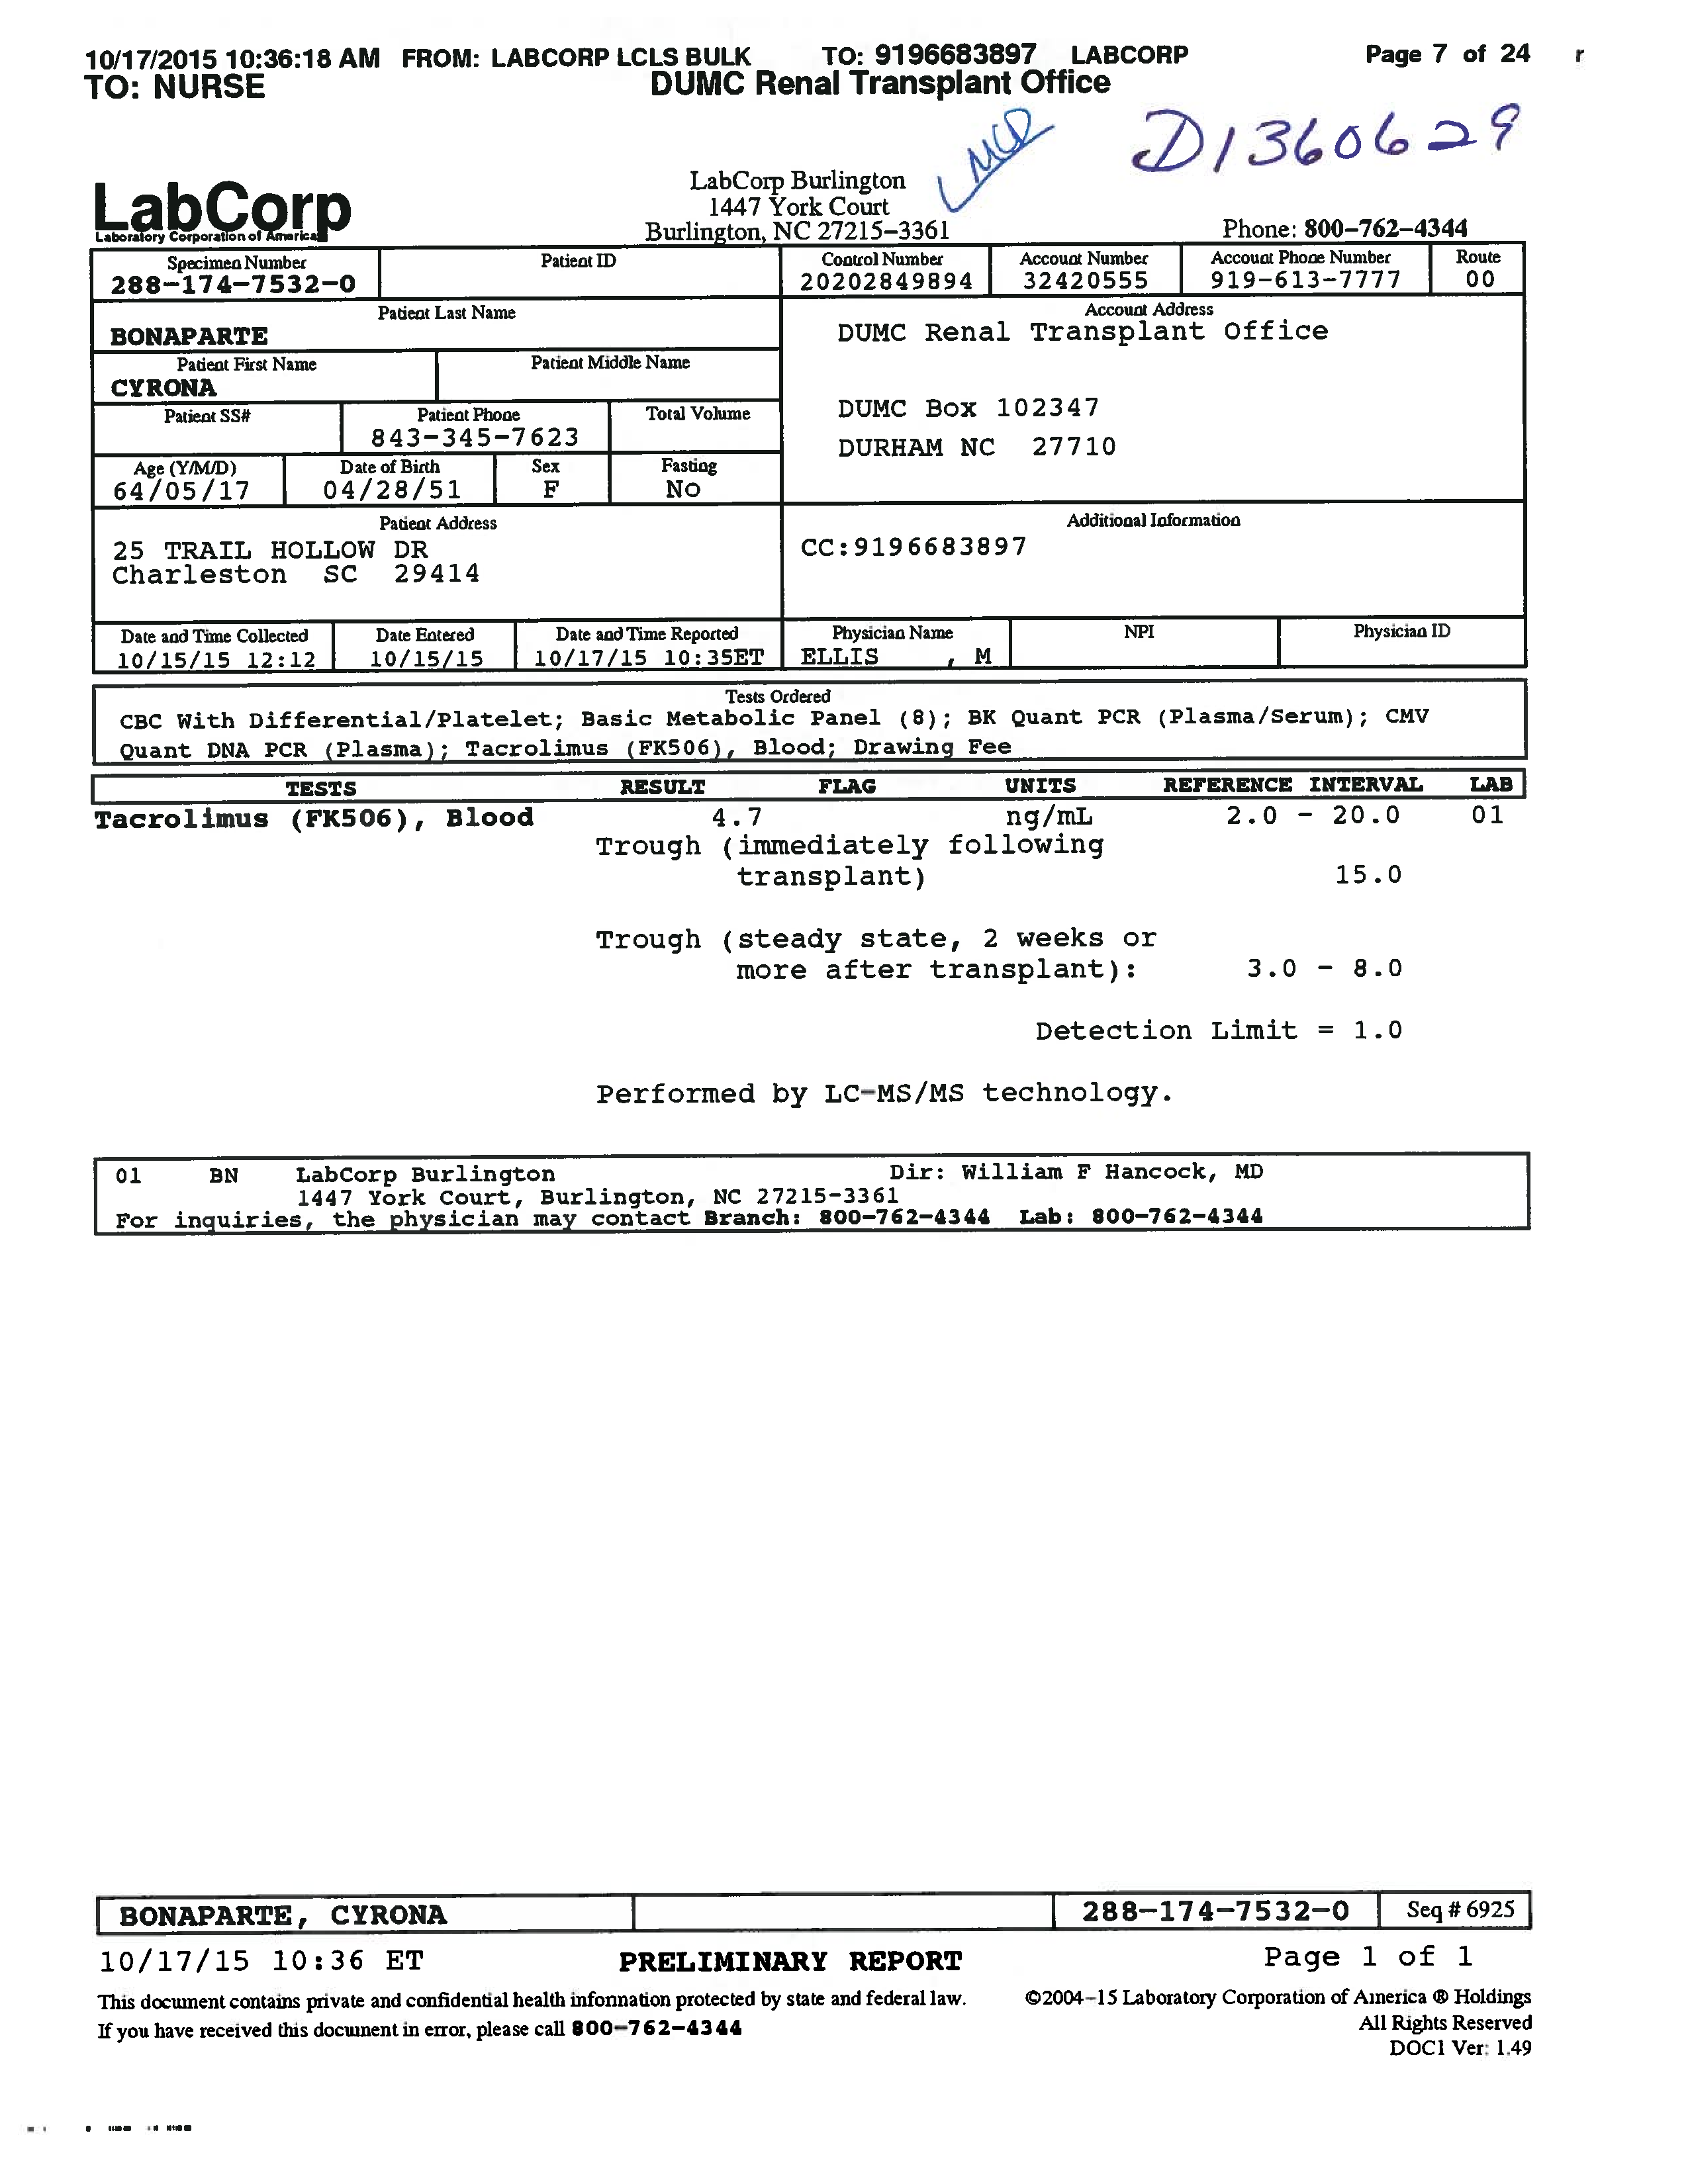 10/17/2015 10:36:18 AM FROM: LABCORP LCLS BULK TO: 9196683897 LABCORP Page 7 of 24 r
TO: NURSE DUMC Renal Transplant Office
D1360629
LabCorp
Laboratory Corporation of America
LabCorp Burlington
1447 York Court
Burlington, NC 27215-3361
Phone: 800-762-4344
Specimen Number Patient ID Control Number Account Number Account Phone Number Route
288-174-7532-0 20202849894 32420555 919-613-7777 00
Patient Last Name Account Address
BONAPARTE DUMC Renal Transplant Office
Patient First Name Patient Middle Name
CYRONA
Patient SS# Patient Phone Total Volume DUMC Box 102347
843-345-7623
DURHAM NC 27710
Age (Y/M/D) Date of Birth Sex Fasting
64/05/17 04/28/51 F No
Patient Address Additional Information
25 TRAIL HOLLOW DR CC:9196683897
Charleston SC 29414
Date and Time Collected Date Entered Date and Time Reported Physician Name NPI Physician ID
10/15/15 12:12 10/15/15 10/17/15 10:35ET ELLIS , M
Tests Ordered
CBC With Differential/Platelet; Basic Metabolic Panel (8); BK Quant PCR (Plasma/Serum); CMV
Quant DNA PCR (Plasma); Tacrolimus (FK506), Blood; Drawing Fee
TESTS RESULT FLAG UNITS REFERENCE INTERVAL LAB
Tacrolimus (FK506), Blood 4.7 ng/mL 2.0 - 20.0 01
Trough (immediately following
transplant) 15.0
Trough (steady state, 2 weeks or
more after transplant): 3.0 - 8.0
Detection Limit = 1.0
Performed by LC-MS/MS technology.
01 BN LabCorp Burlington Dir: William F Hancock, MD
1447 York Court, Burlington, NC 27215-3361
For inquiries, the physician may contact Branch: 800-762-4344 Lab: 800-762-4344
BONAPARTE, CYRONA 288-174-7532-0 Seq # 6925
10/17/15 10:36 ET PRELIMINARY REPORT Page 1 of 1
This document contains private and confidential health information protected by state and federal law. ©2004-15 Laboratory Corporation of America ® Holdings
If you have received this document in error, please call 800-762-4344 All Rights Reserved
DOC1 Ver: 1.49